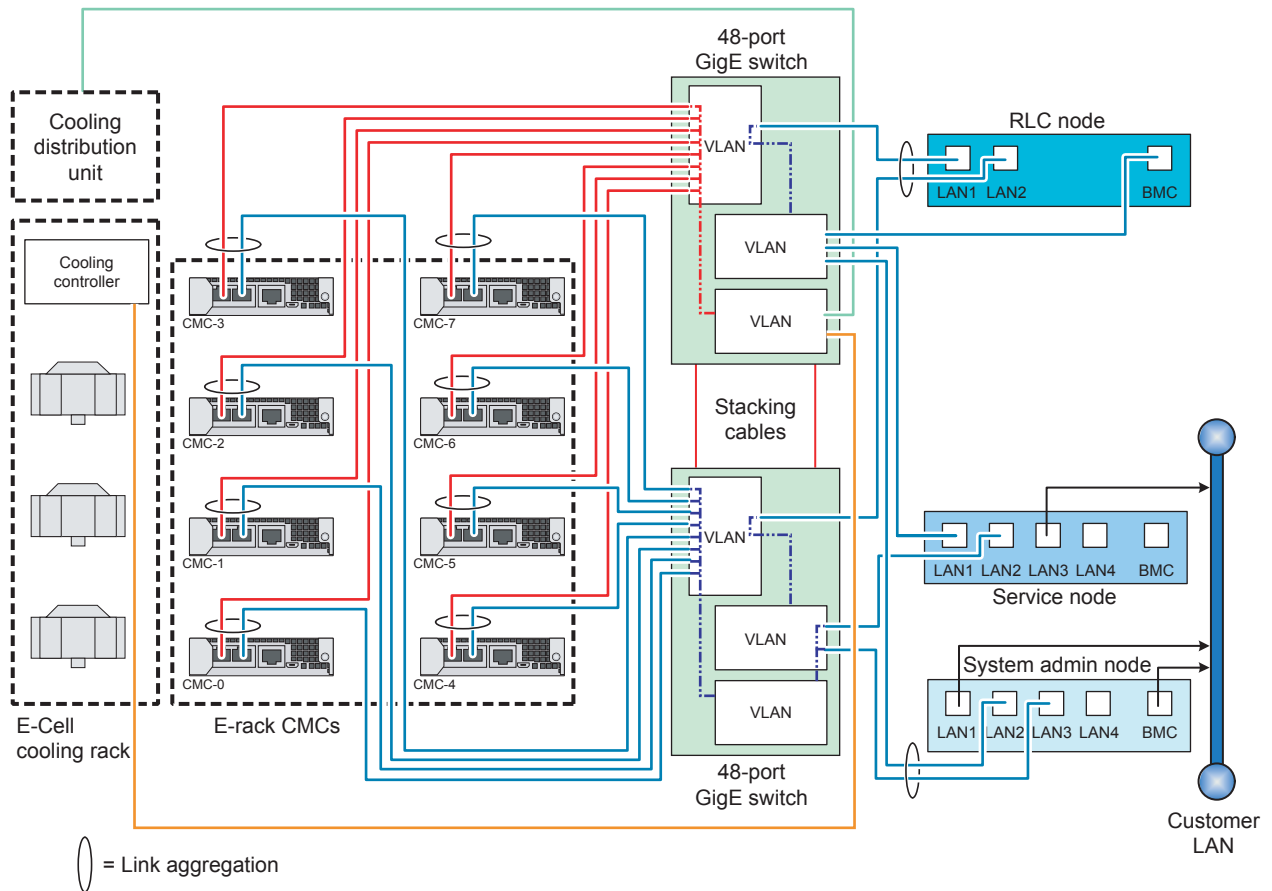 48-port
GigE switch
Cooling
distribution
unit
RLC node
VLAN
LAN1 LAN2 BMC
VLAN
Cooling
controller
VLAN
CMC-3
CMC-7
Stacking
cables
CMC-2
CMC-6
VLAN
CMC-1
CMC-5
LAN1 LAN2 LAN3 LAN4 BMC
Service node
VLAN
System admin node
CMC-0
CMC-4
VLAN
E-Cell
cooling rack
E-rack CMCs
LAN1 LAN2 LAN3 LAN4 BMC
48-port
GigE switch
Customer
LAN
= Link aggregation